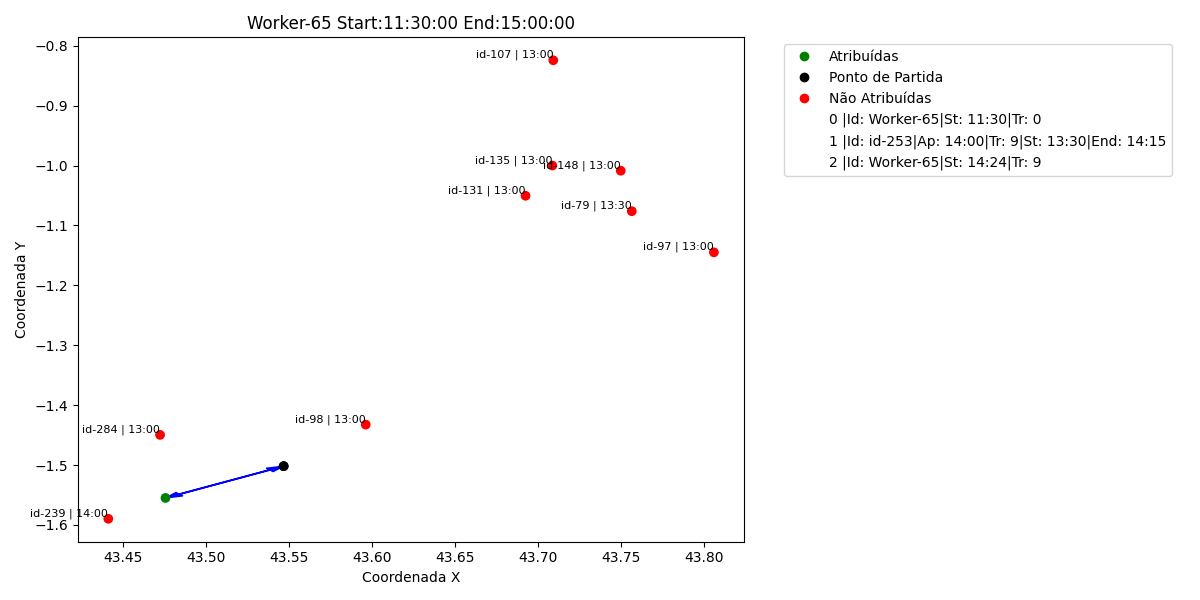 Worker-65 Start:11:30:00 End:15:00:00
Coordenada Y
−0.8
−0.9
−1.0
−1.1
−1.2
−1.3
−1.4
−1.5
−1.6
id-107 | 13:00
id-135 | 13:00
id-148 | 13:00
id-131 | 13:00
id-79 | 13:30
id-97 | 13:00
id-98 | 13:00
id-284 | 13:00
id-239 | 14:00
43.45 43.50 43.55 43.60 43.65 43.70 43.75 43.80
Coordenada X
Atribuídas
Ponto de Partida
Não Atribuídas
0 |Id: Worker-65|St: 11:30|Tr: 0
1 |Id: id-253|Ap: 14:00|Tr: 9|St: 13:30|End: 14:15
2 |Id: Worker-65|St: 14:24|Tr: 9